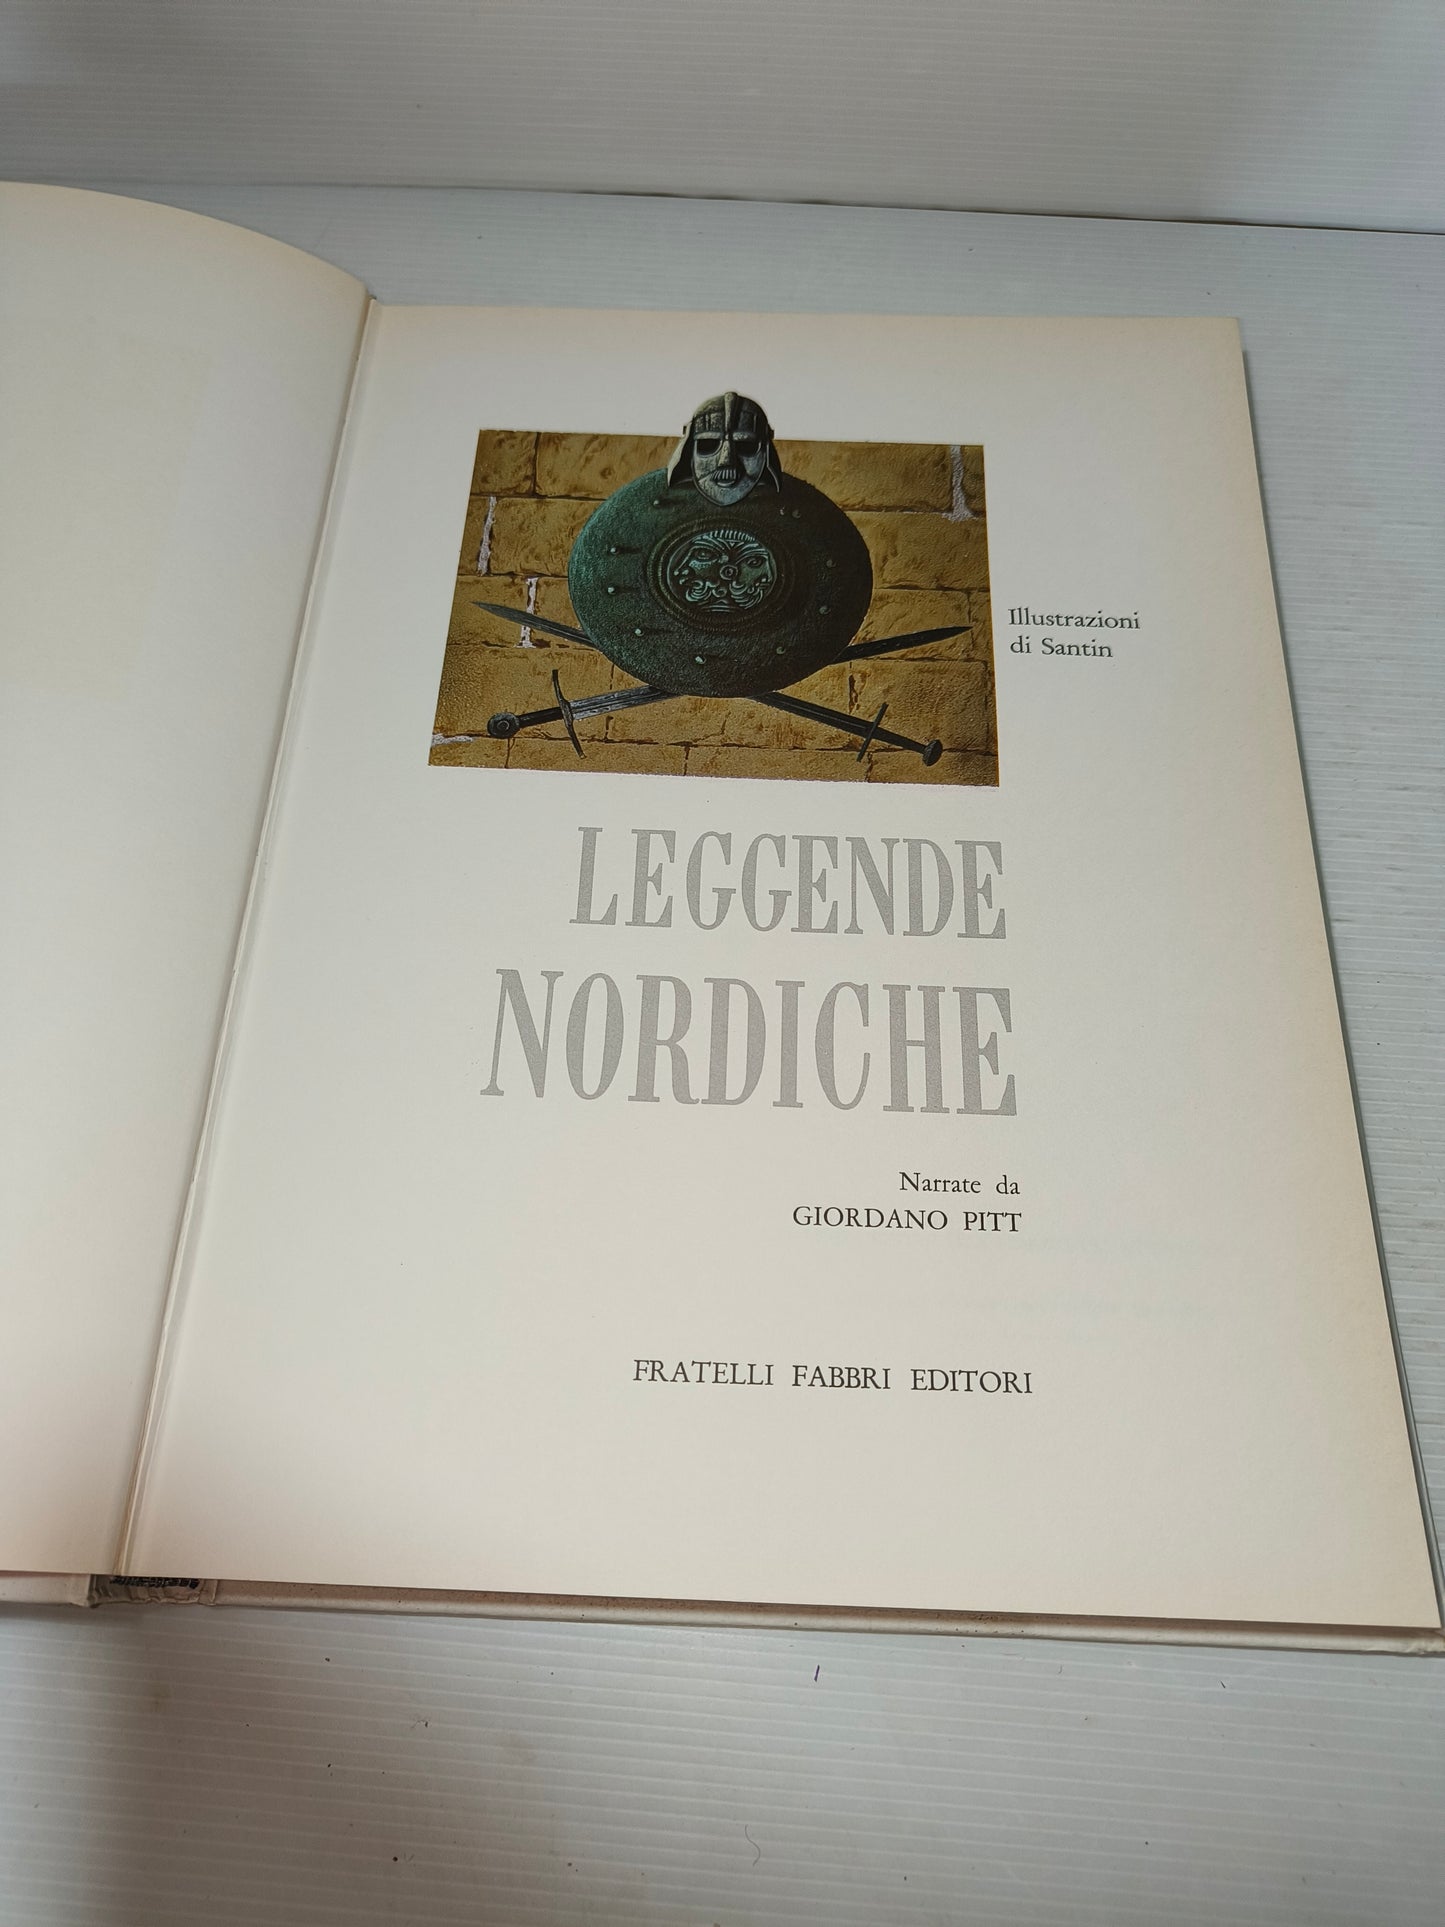 Illustrazioni
di Santin
LEGGENDE
NORDICHE
Narrate da
GIORDANO PITT
FRATELLI FABBRI EDITORI